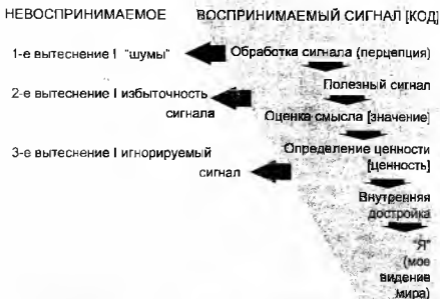 НЕВОСПРИНИМАЕМОЕ ВОСПРИНИМАЕМЫЙ СИГНАЛ [КОД]
1-е вытеснение I "шумы" Обработка сигнала (перцепция)
Полезный сигнал
2-е вытеснение I избыточность
сигнала
Оценка смысла [значение]
Определение ценности
[ценность]
3-е вытеснение I игнорируемый
сигнал
Внутренняя
достройка
"Я"
(мое
видение
мира)